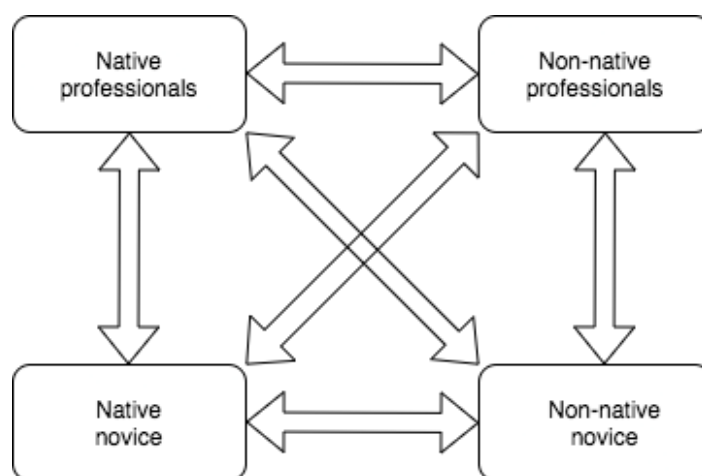 Native
professionals
Non-native
professionals
Native
novice
Non-native
novice